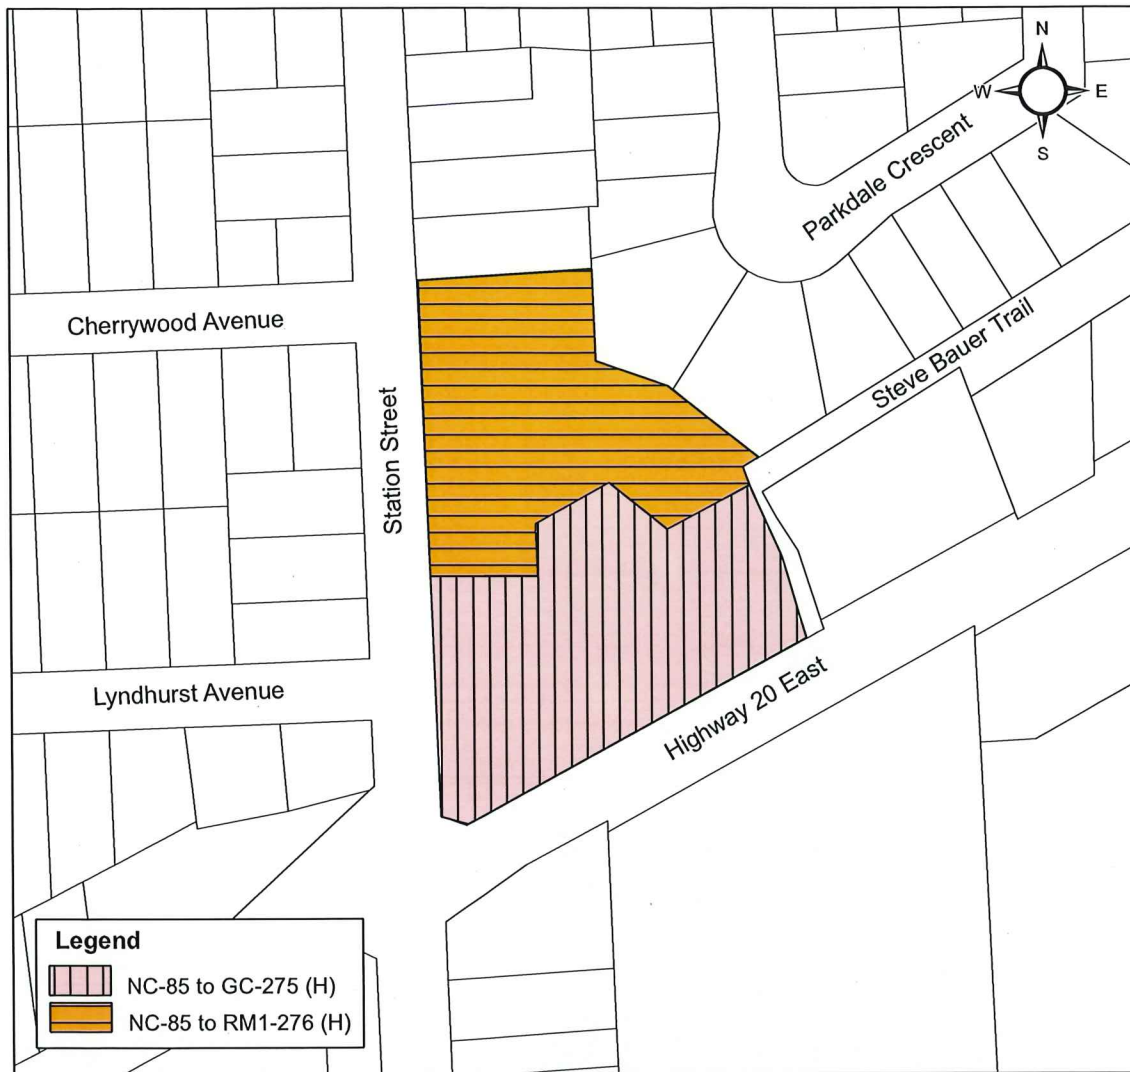 N
W E
S
Parkdale Crescent
Cherrywood Avenue
Steve Bauer Trail
Station Street
Lyndhurst Avenue
Highway 20 East
Legend
NC-85 to GC-275 (H)
NC-85 to RM1-276 (H)